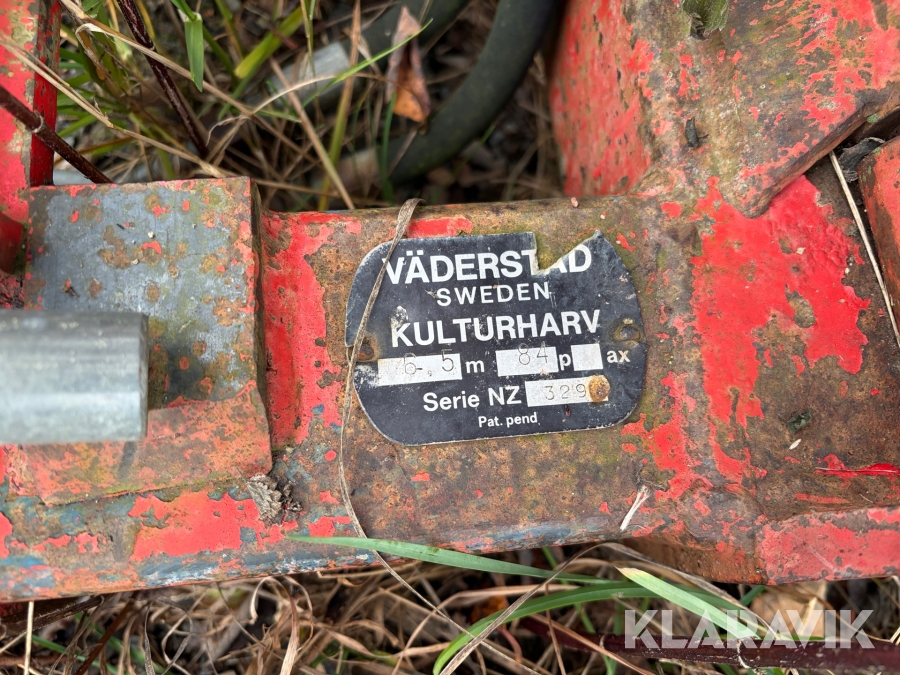 VÄDERSTAD
SWEDEN
KULTURHARV
6,5 m 84 p ax
Serie NZ 329
Pat. pend
KLARAVIK